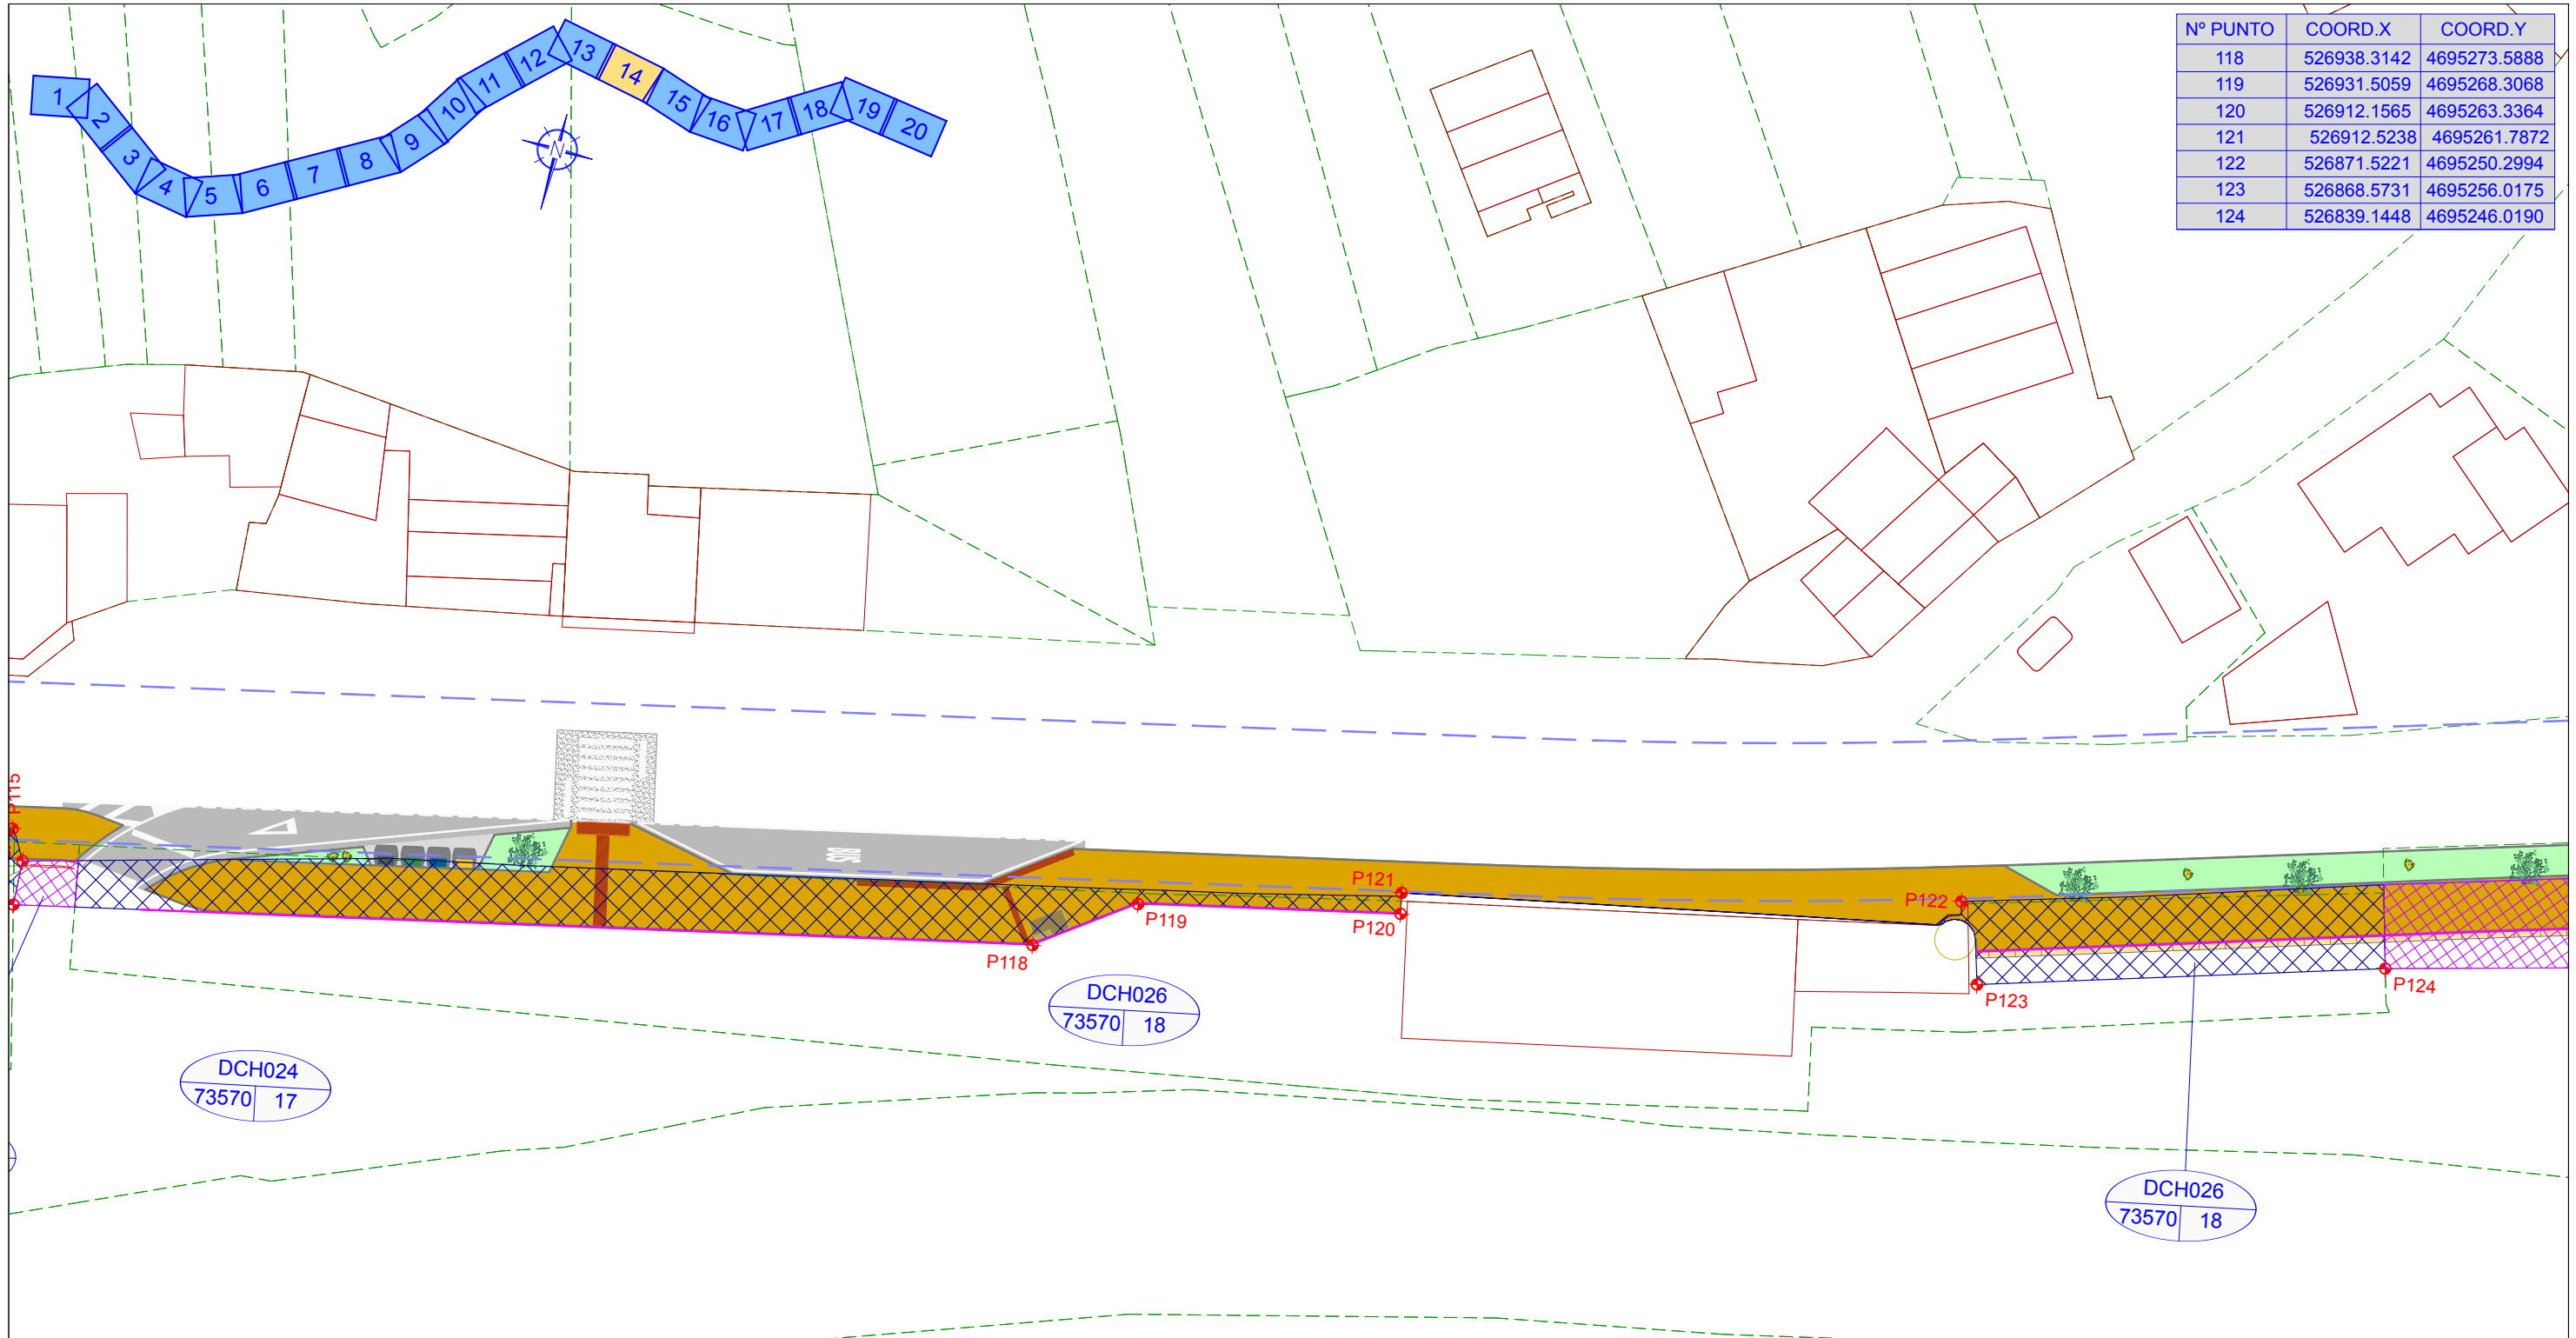 Nº PUNTO COORD.X COORD.Y
118 526938.3142 4695273.5888
119 526931.5059 4695268.3068
120 526912.1565 4695263.3364
121 526912.5238 4695261.7872
122 526871.5221 4695250.2994
123 526868.5731 4695256.0175
124 526839.1448 4695246.0190
1
2
3
4
5
6
7
8
9
10
11
12
13
14
15
16
17
18
19
20
N
P115
BUS
P121
P122
P119
P120
P118
P123
P124
DCH026
73570 18
DCH024
73570 17
DCH026
73570 18